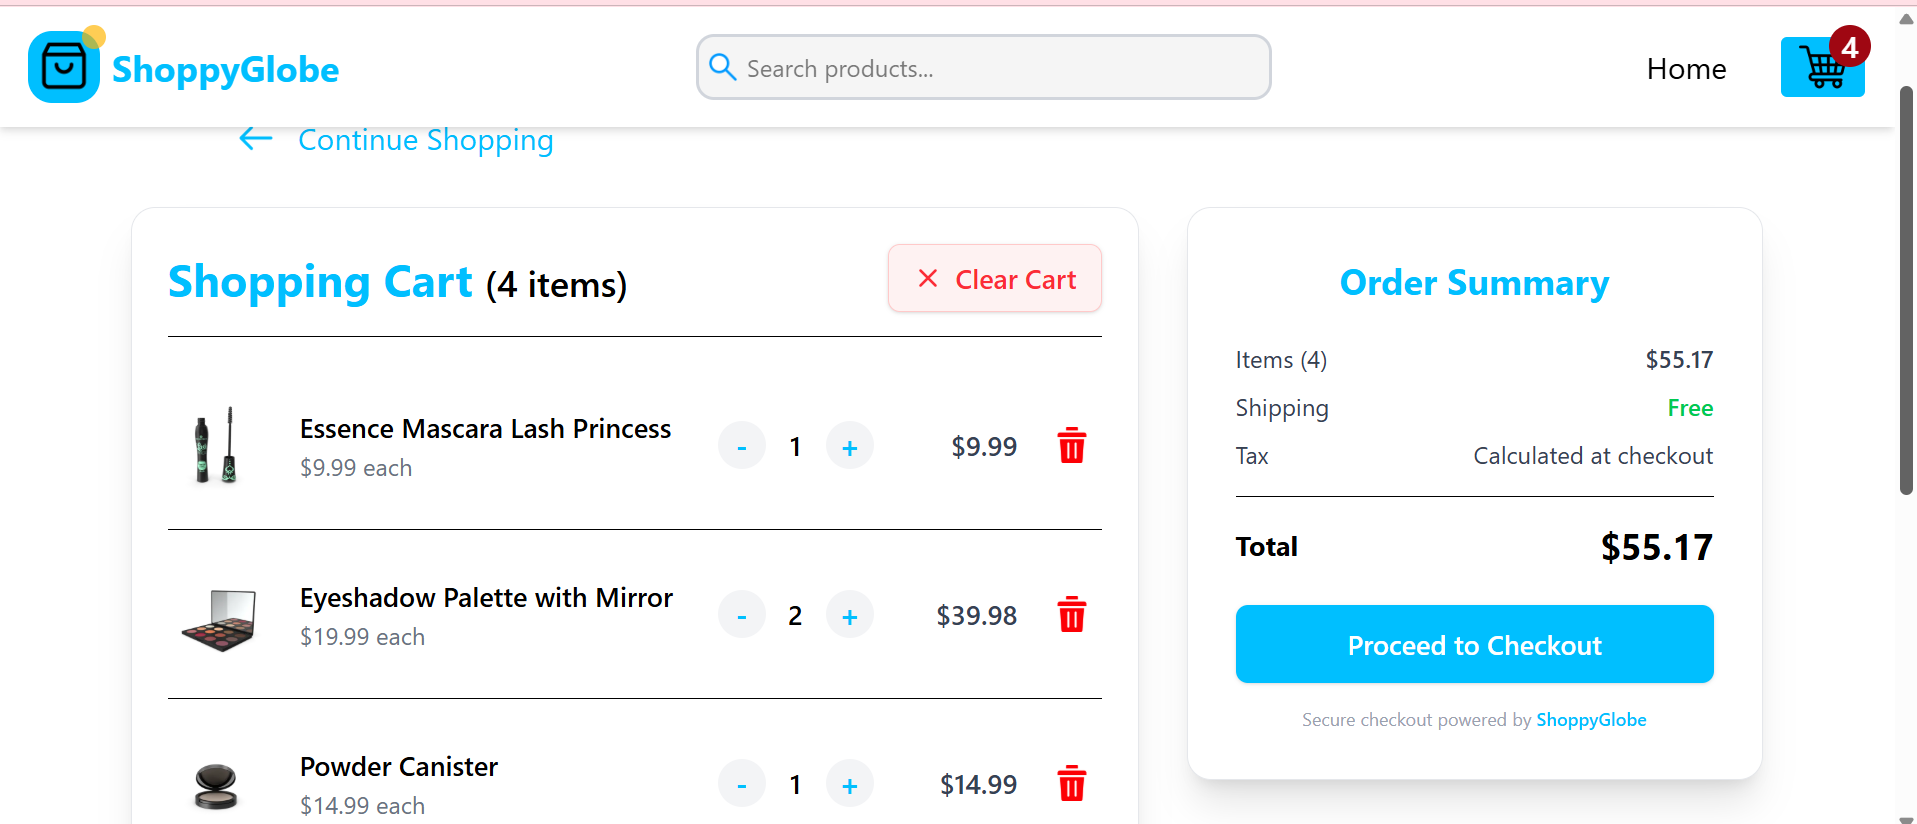 ShoppyGlobe
Search products...
Home
4
Continue Shopping
Shopping Cart (4 items)
Clear Cart
Essence Mascara Lash Princess
$9.99 each
- 1 +
$9.99
Eyeshadow Palette with Mirror
$19.99 each
- 2 +
$39.98
Powder Canister
$14.99 each
- 1 +
$14.99
Order Summary
Items (4) $55.17
Shipping Free
Tax Calculated at checkout
Total $55.17
Proceed to Checkout
Secure checkout powered by ShoppyGlobe